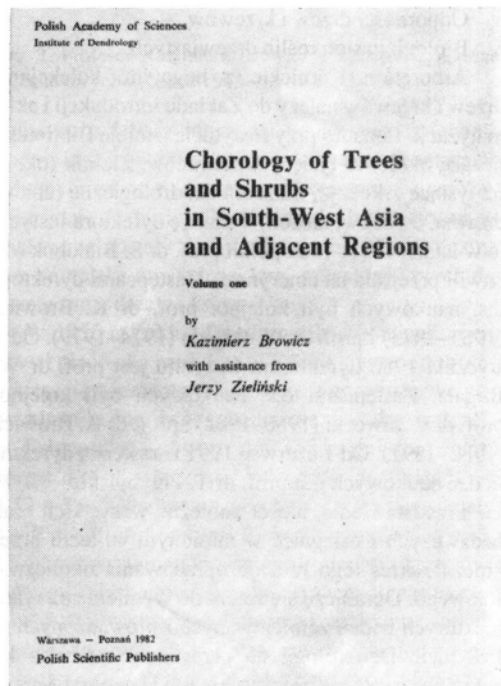 Polish Academy of Sciences
Institute of Dendrology
Chorology of Trees
and Shrubs
in South-West Asia
and Adjacent Regions
Volume one
by
Kazimierz Browicz
with assistance from
Jerzy Zieliński
Warszawa — Poznań 1982
Polish Scientific Publishers